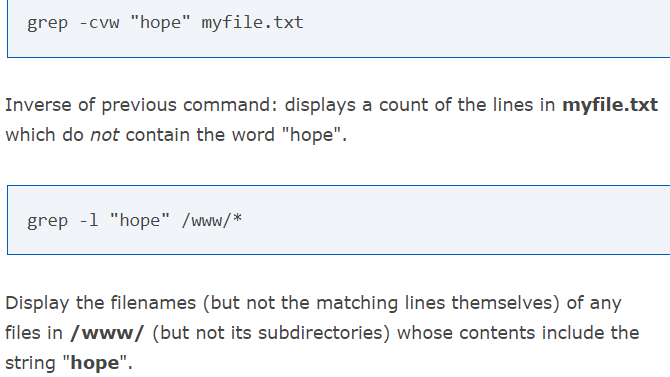 grep -cvw "hope" myfile.txt
Inverse of previous command: displays a count of the lines in myfile.txt
which do not contain the word "hope".
grep -l "hope" /www/*
Display the filenames (but not the matching lines themselves) of any
files in /www/ (but not its subdirectories) whose contents include the
string "hope".